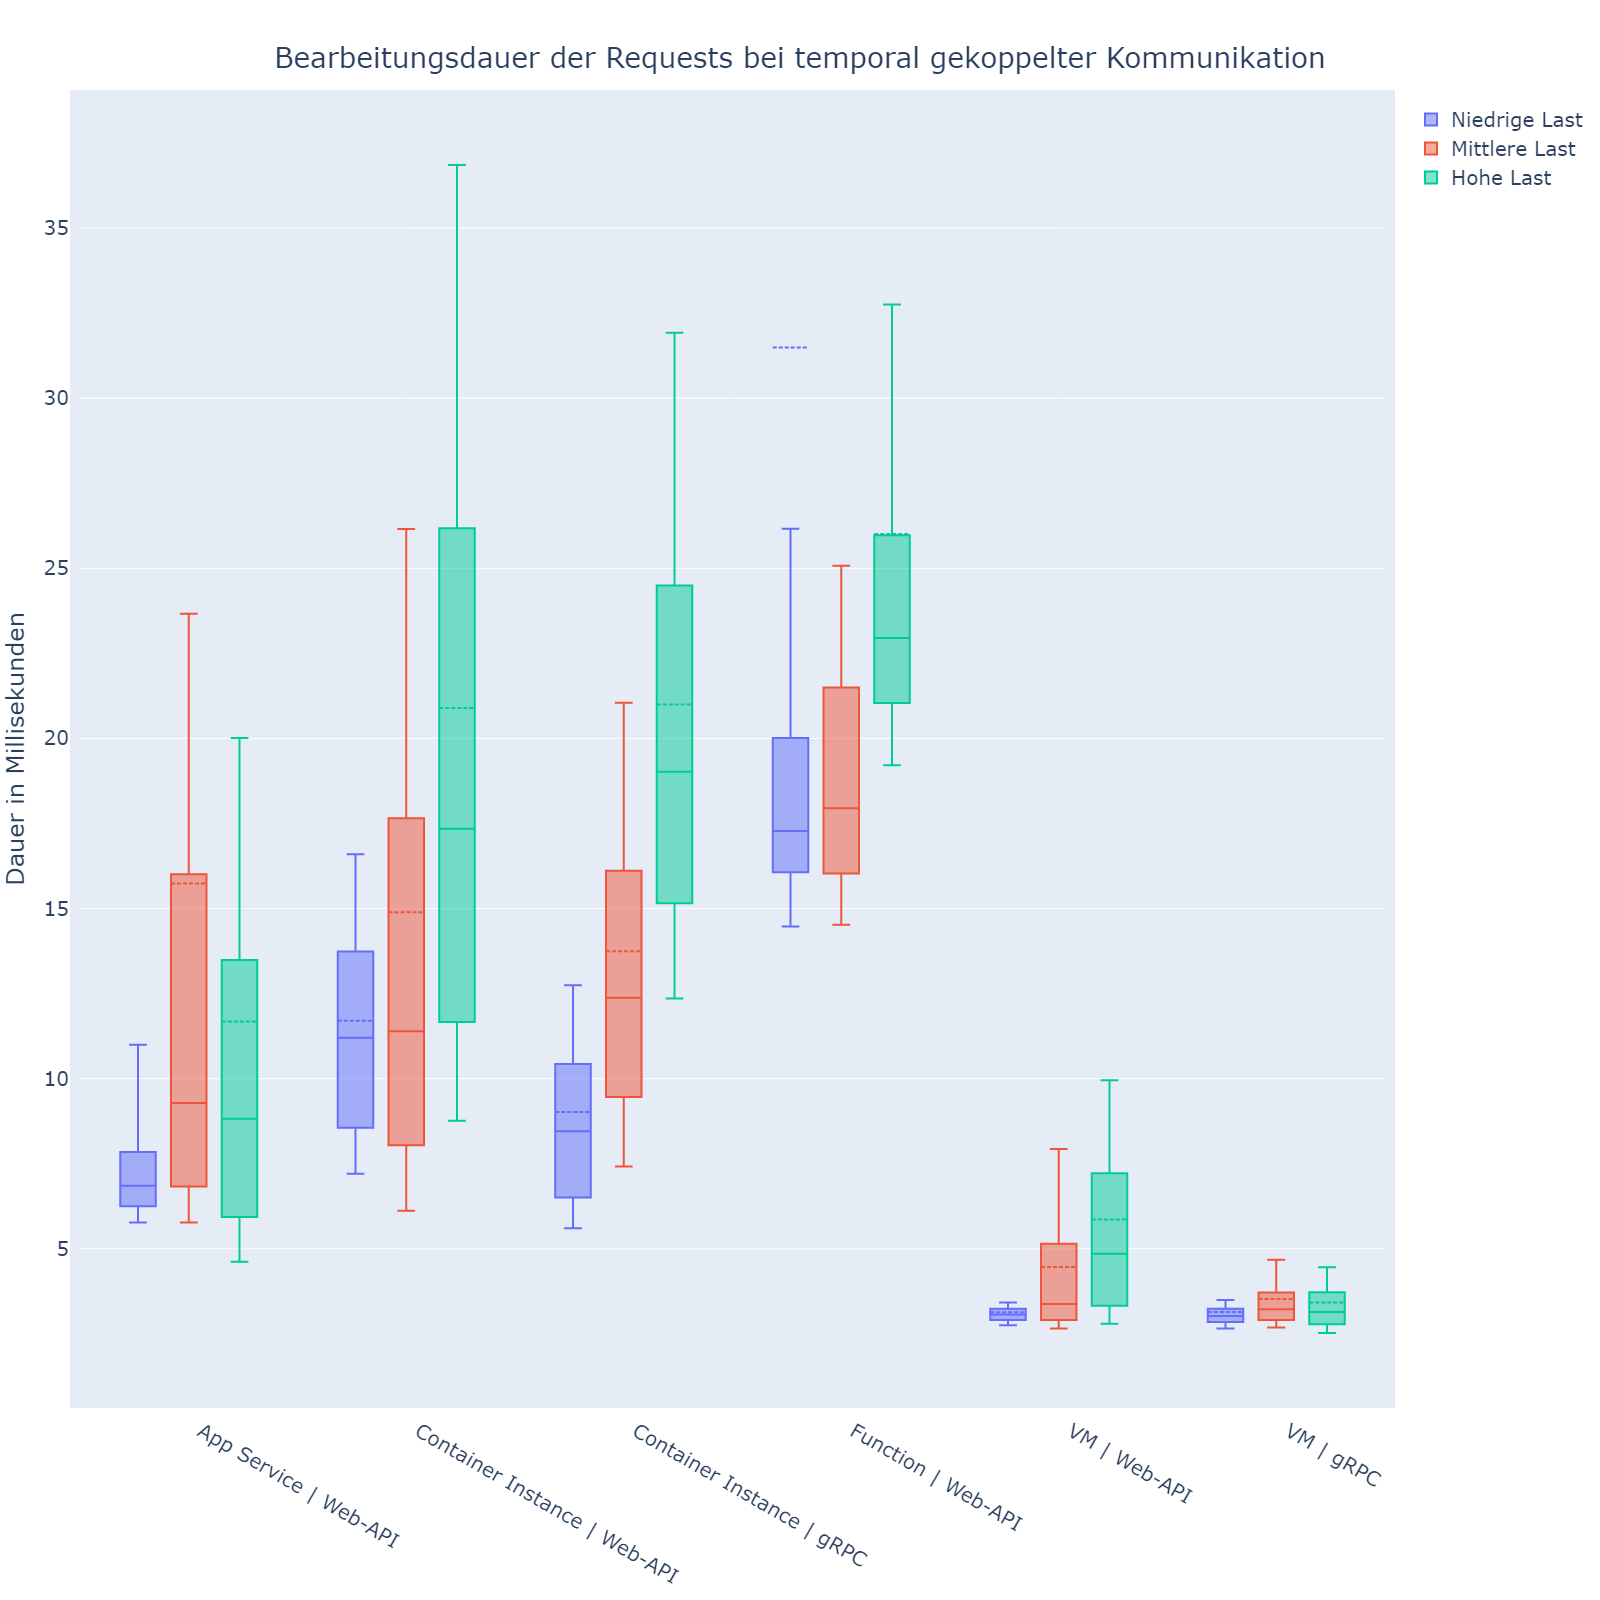 Bearbeitungsdauer der Requests bei temporal gekoppelter Kommunikation
Niedrige Last
Mittlere Last
Hohe Last
Dauer in Millisekunden
35
30
25
20
15
10
5
App Service | Web-API
Container Instance | Web-API
Container Instance | gRPC
Function | Web-API
VM | Web-API
VM | gRPC